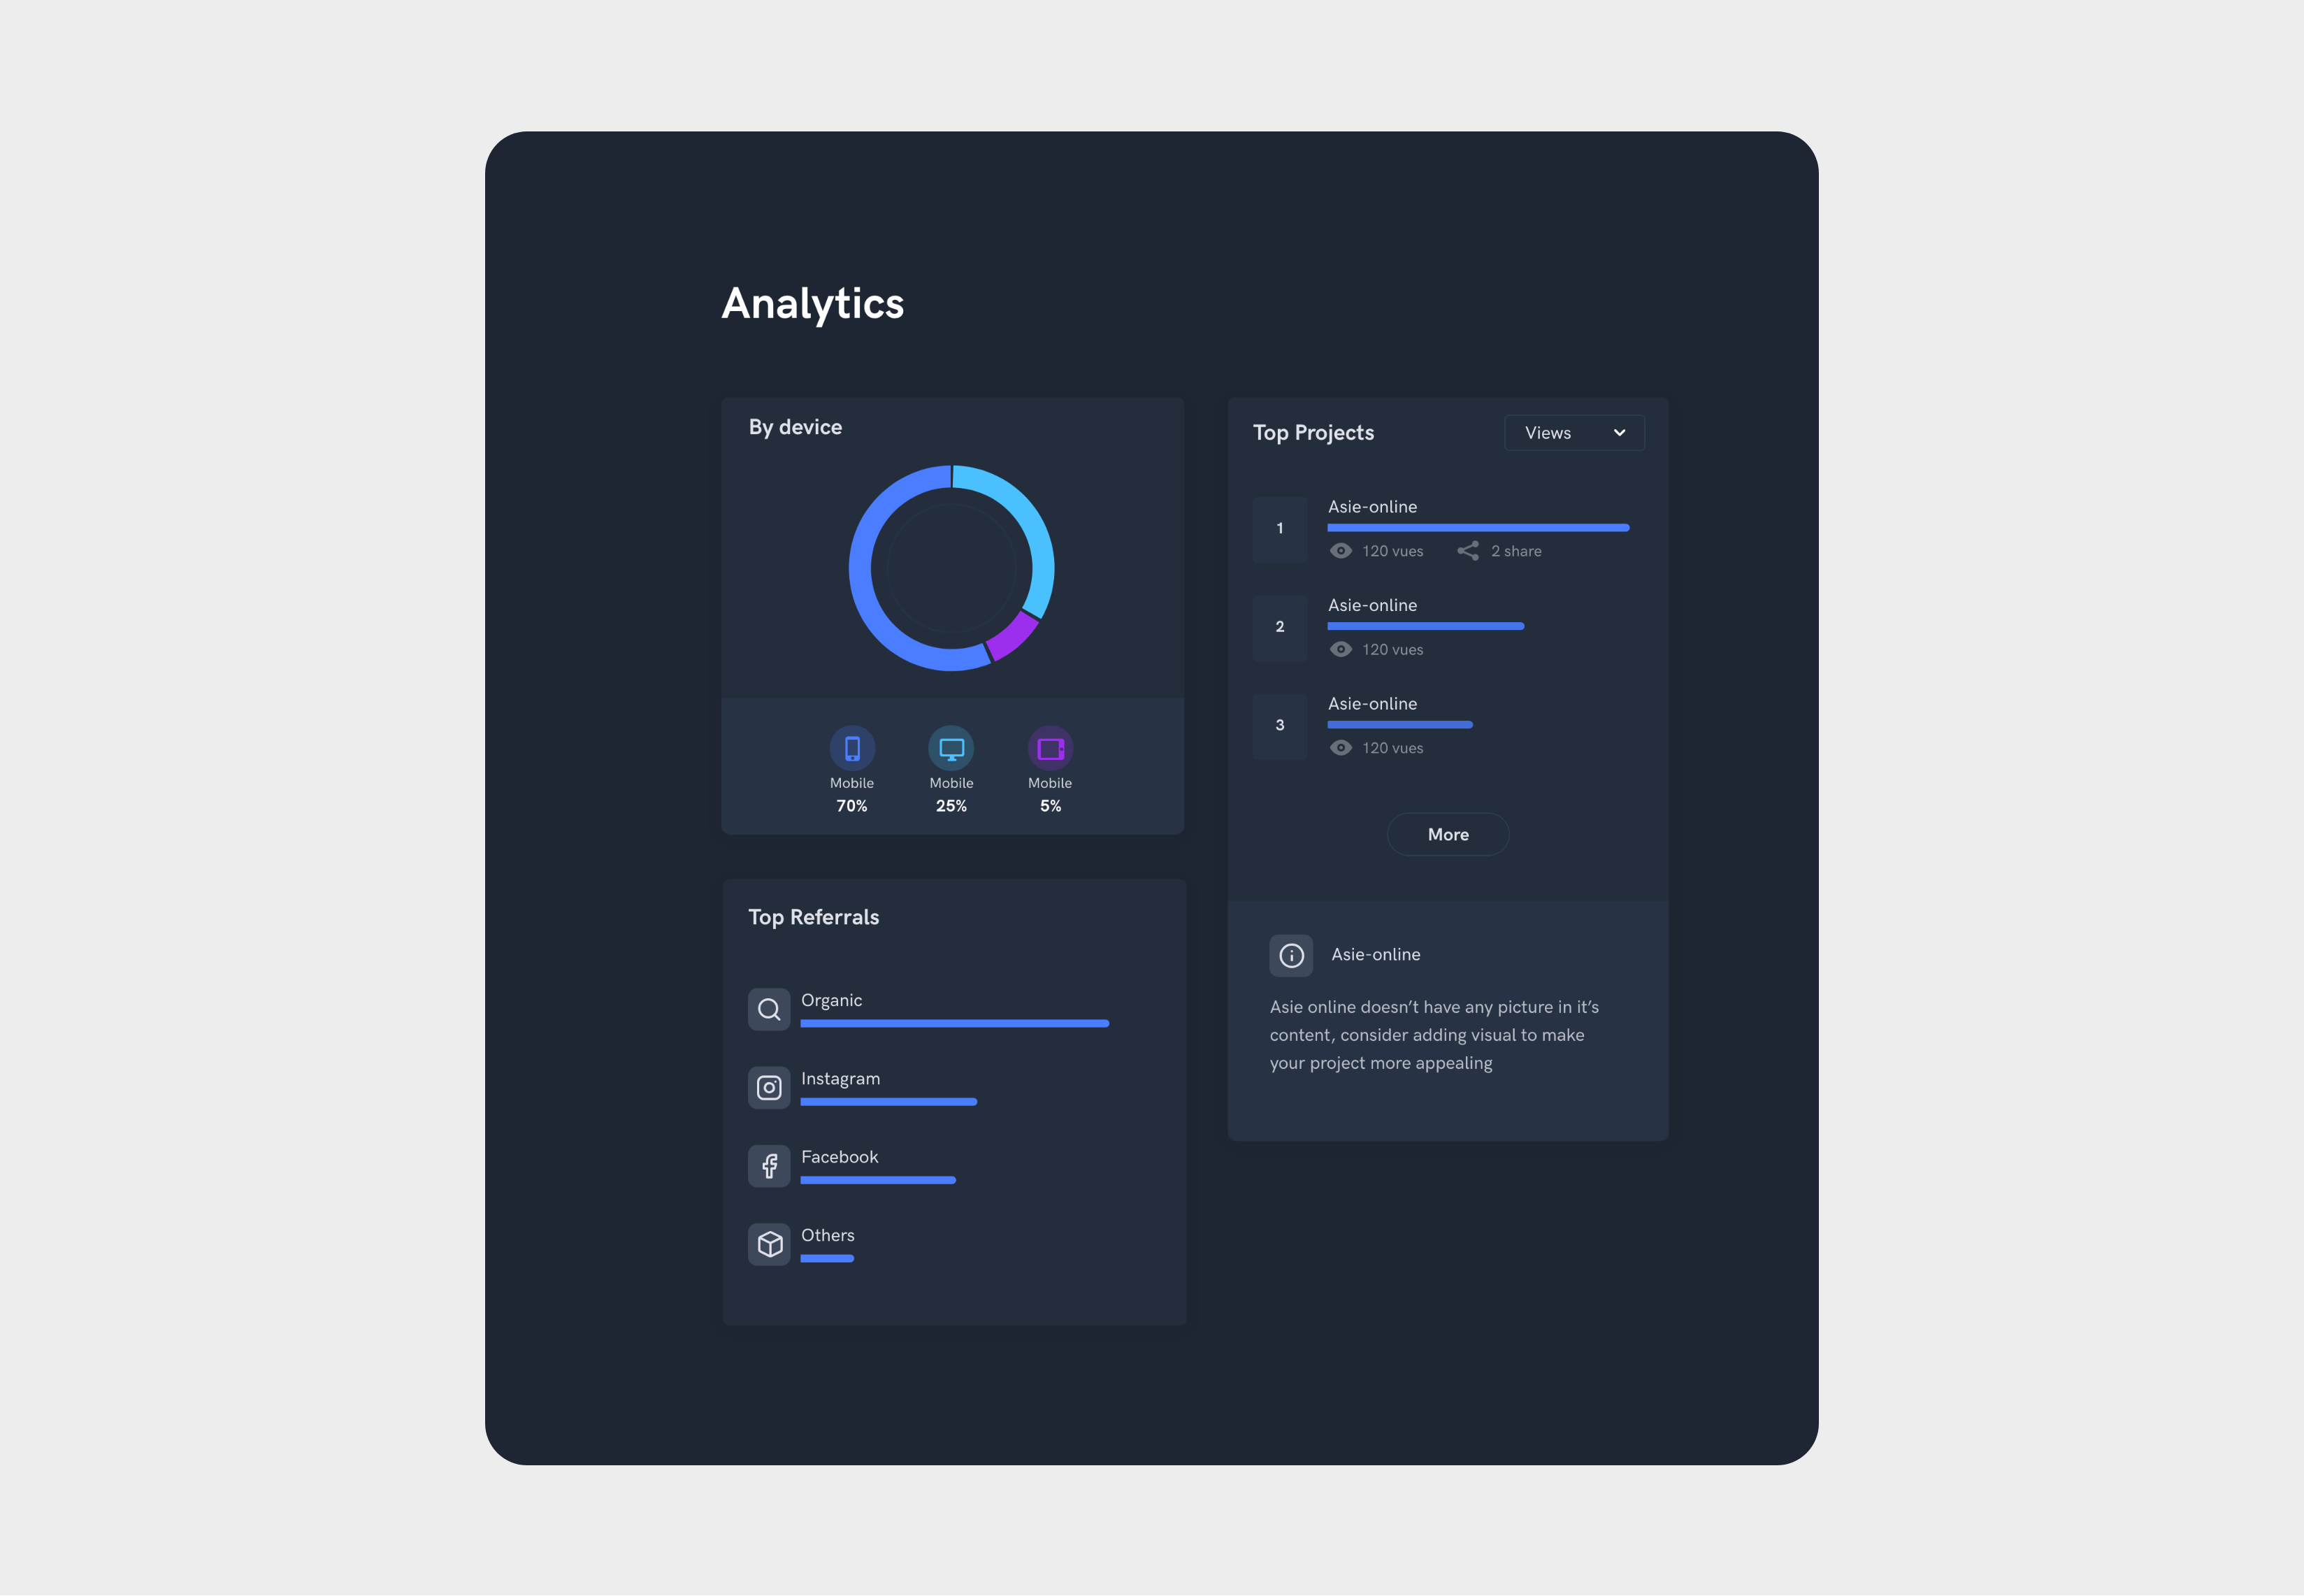 Analytics
By device
Mobile
70%
Mobile
25%
Mobile
5%
Top Referrals
Organic
Instagram
Facebook
Others
Top Projects
Views
1
Asie-online
120 vues
2 share
2
Asie-online
120 vues
3
Asie-online
120 vues
More
Asie-online
Asie online doesn’t have any picture in it’s
content, consider adding visual to make
your project more appealing